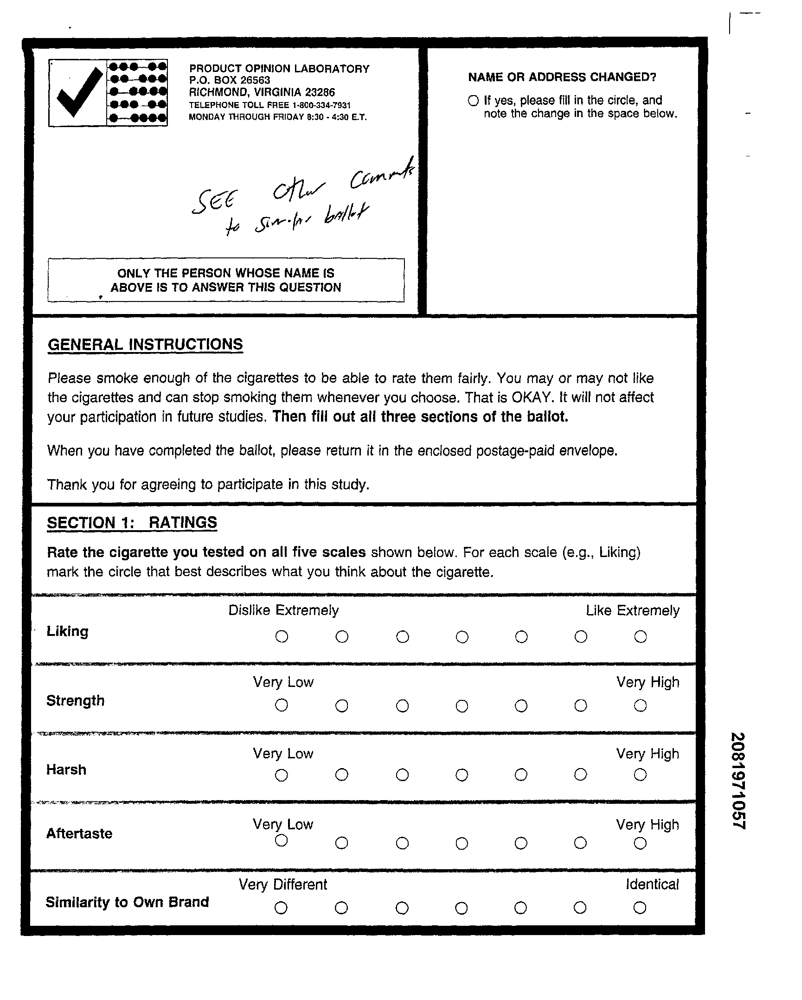 PRODUCT OPINION LABORATORY
P.O. BOX 26563
RICHMOND, VIRGINIA 23286
TELEPHONE TOLL FREE 1-800-334-7931
MONDAY THROUGH FRIDAY 8:30 - 4:30 E.T.
NAME OR ADDRESS CHANGED?
If yes, please fill in the circle, and
note the change in the space below.
SEE other comments
to similar ballot
ONLY THE PERSON WHOSE NAME IS
ABOVE IS TO ANSWER THIS QUESTION
GENERAL INSTRUCTIONS
Please smoke enough of the cigarettes to be able to rate them fairly. You may or may not like
the cigarettes and can stop smoking them whenever you choose. That is OKAY. It will not affect
your participation in future studies. Then fill out all three sections of the ballot.
When you have completed the ballot, please return it in the enclosed postage-paid envelope.
Thank you for agreeing to participate in this study.
SECTION 1: RATINGS
Rate the cigarette you tested on all five scales shown below. For each scale (e.g., Liking)
mark the circle that best describes what you think about the cigarette.
Dislike Extremely Like Extremely
Liking
Very Low Very High
Strength
Very Low Very High
Harsh
Very Low Very High
Aftertaste
Very Different Identical
Similarity to Own Brand
2081971057